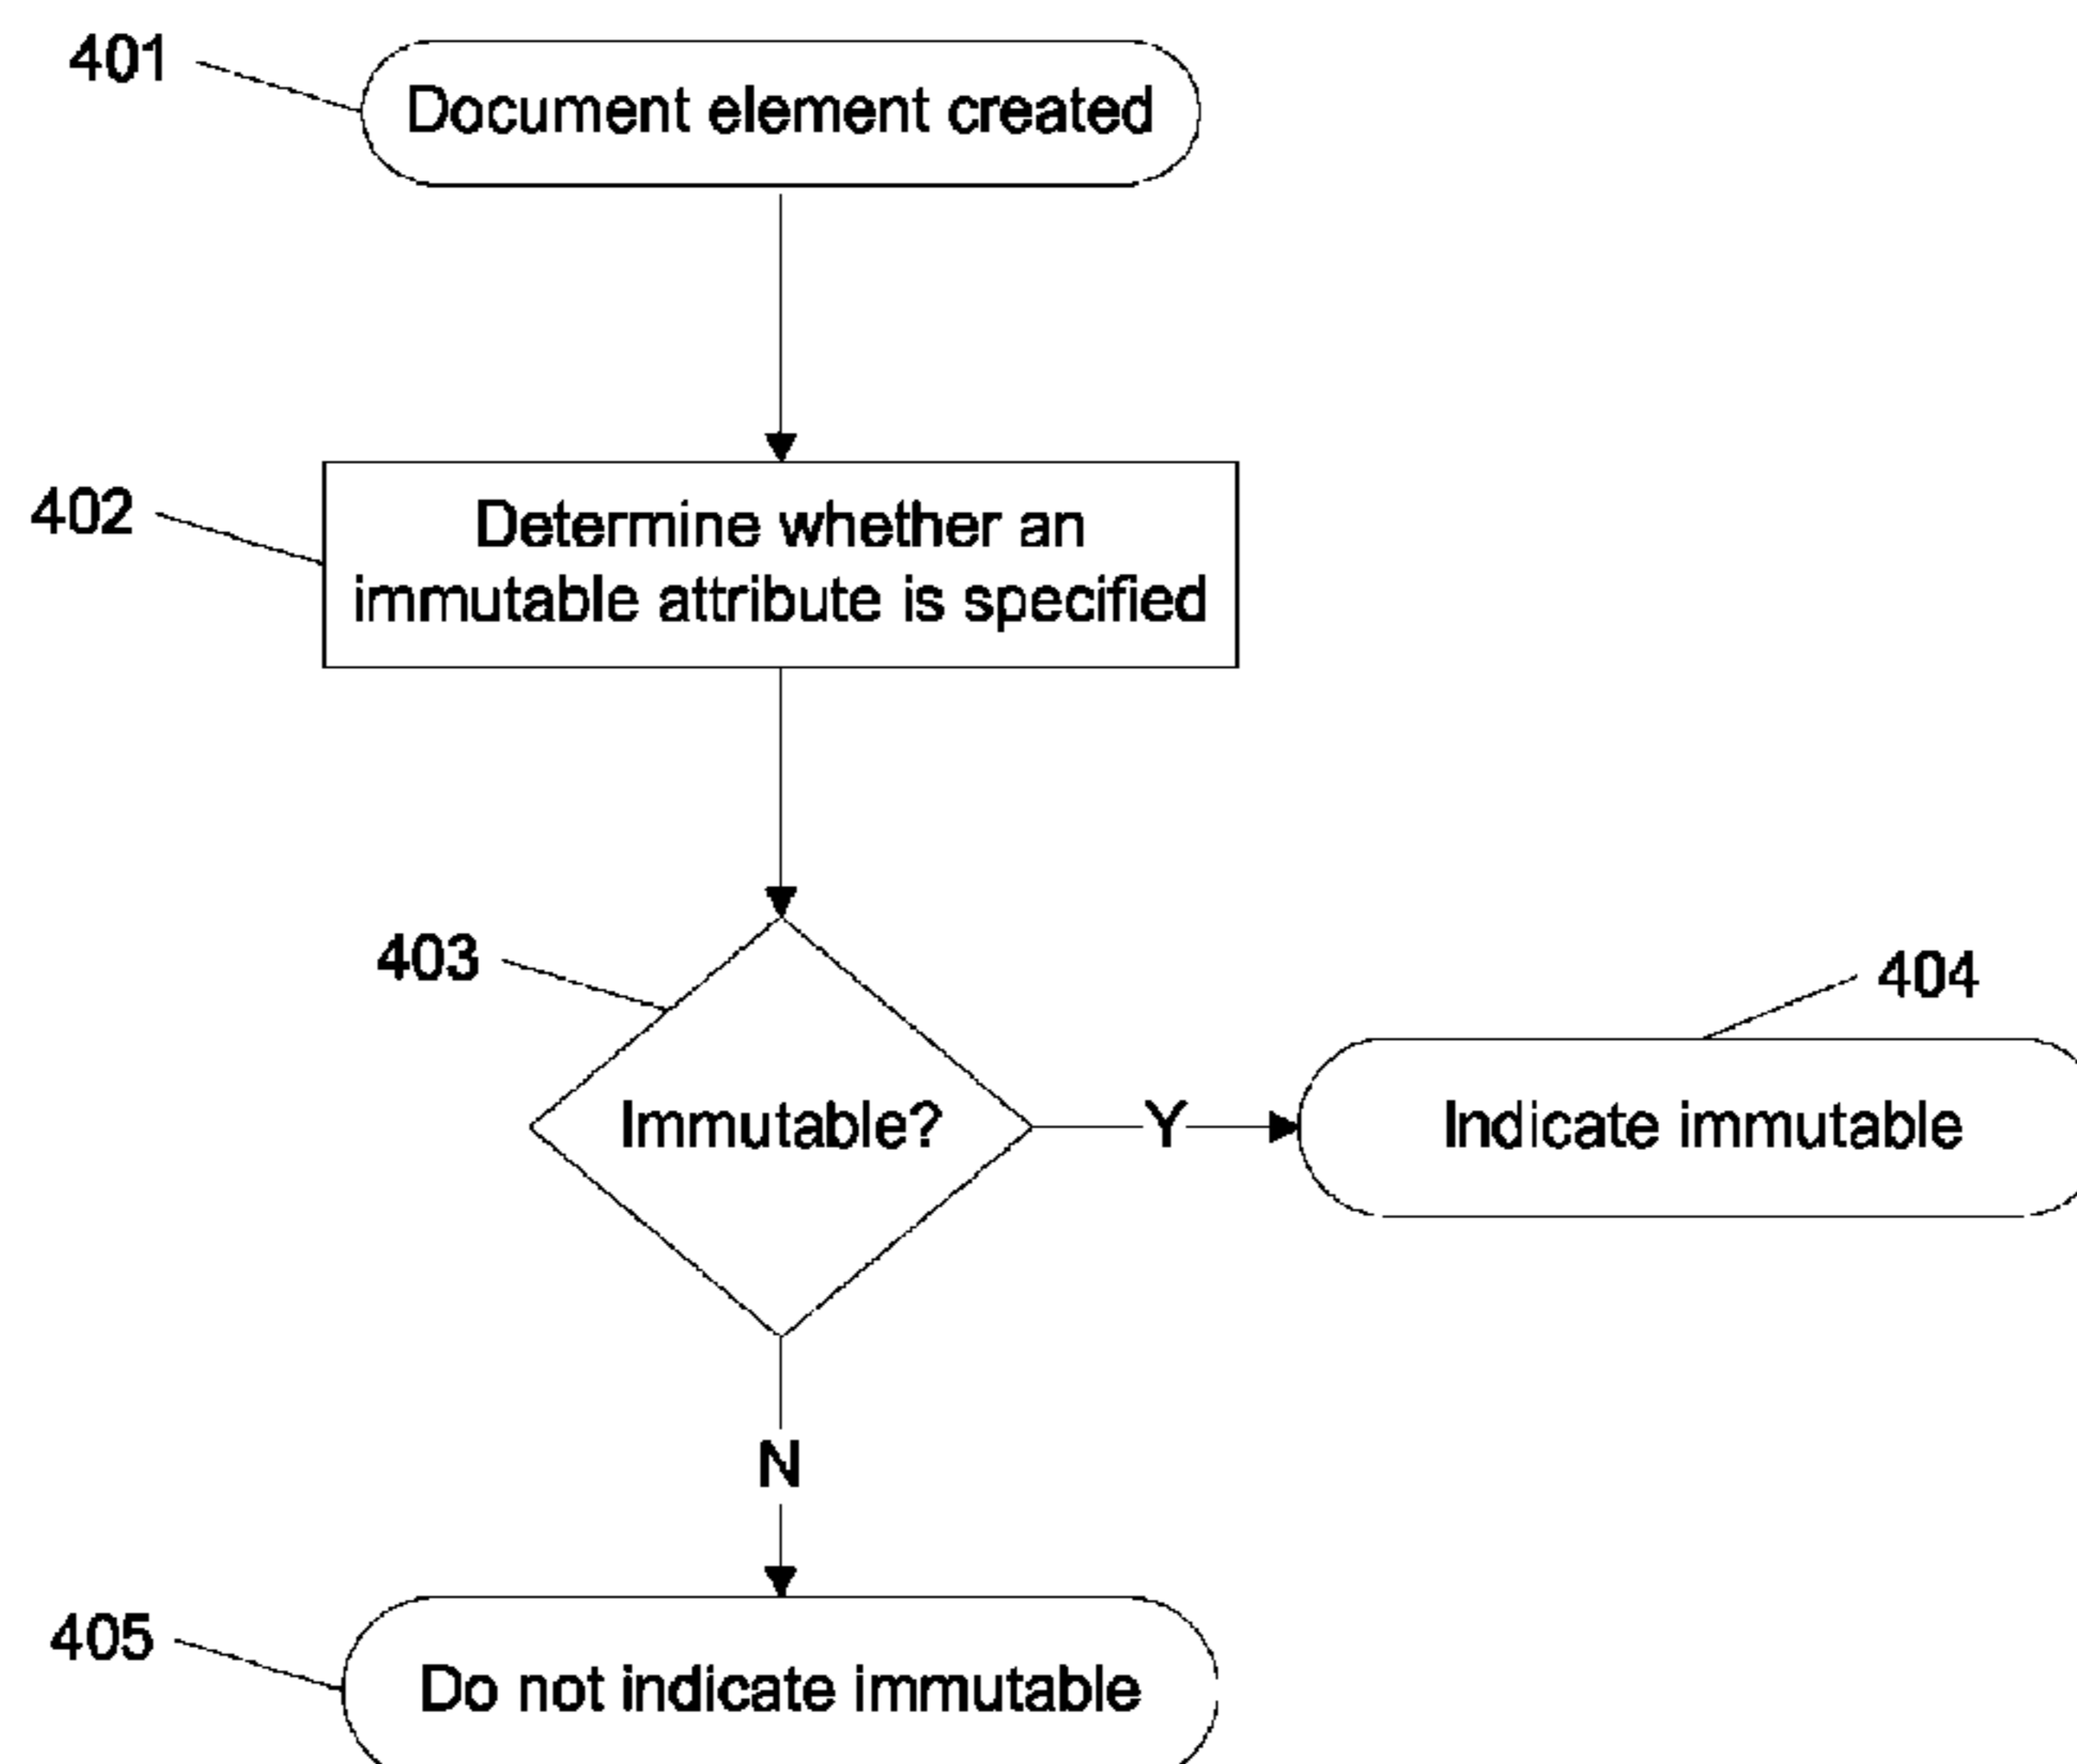 401
Document element created
402
Determine whether an
immutable attribute is specified
403
Immutable?
Y
404
Indicate immutable
N
405
Do not indicate immutable